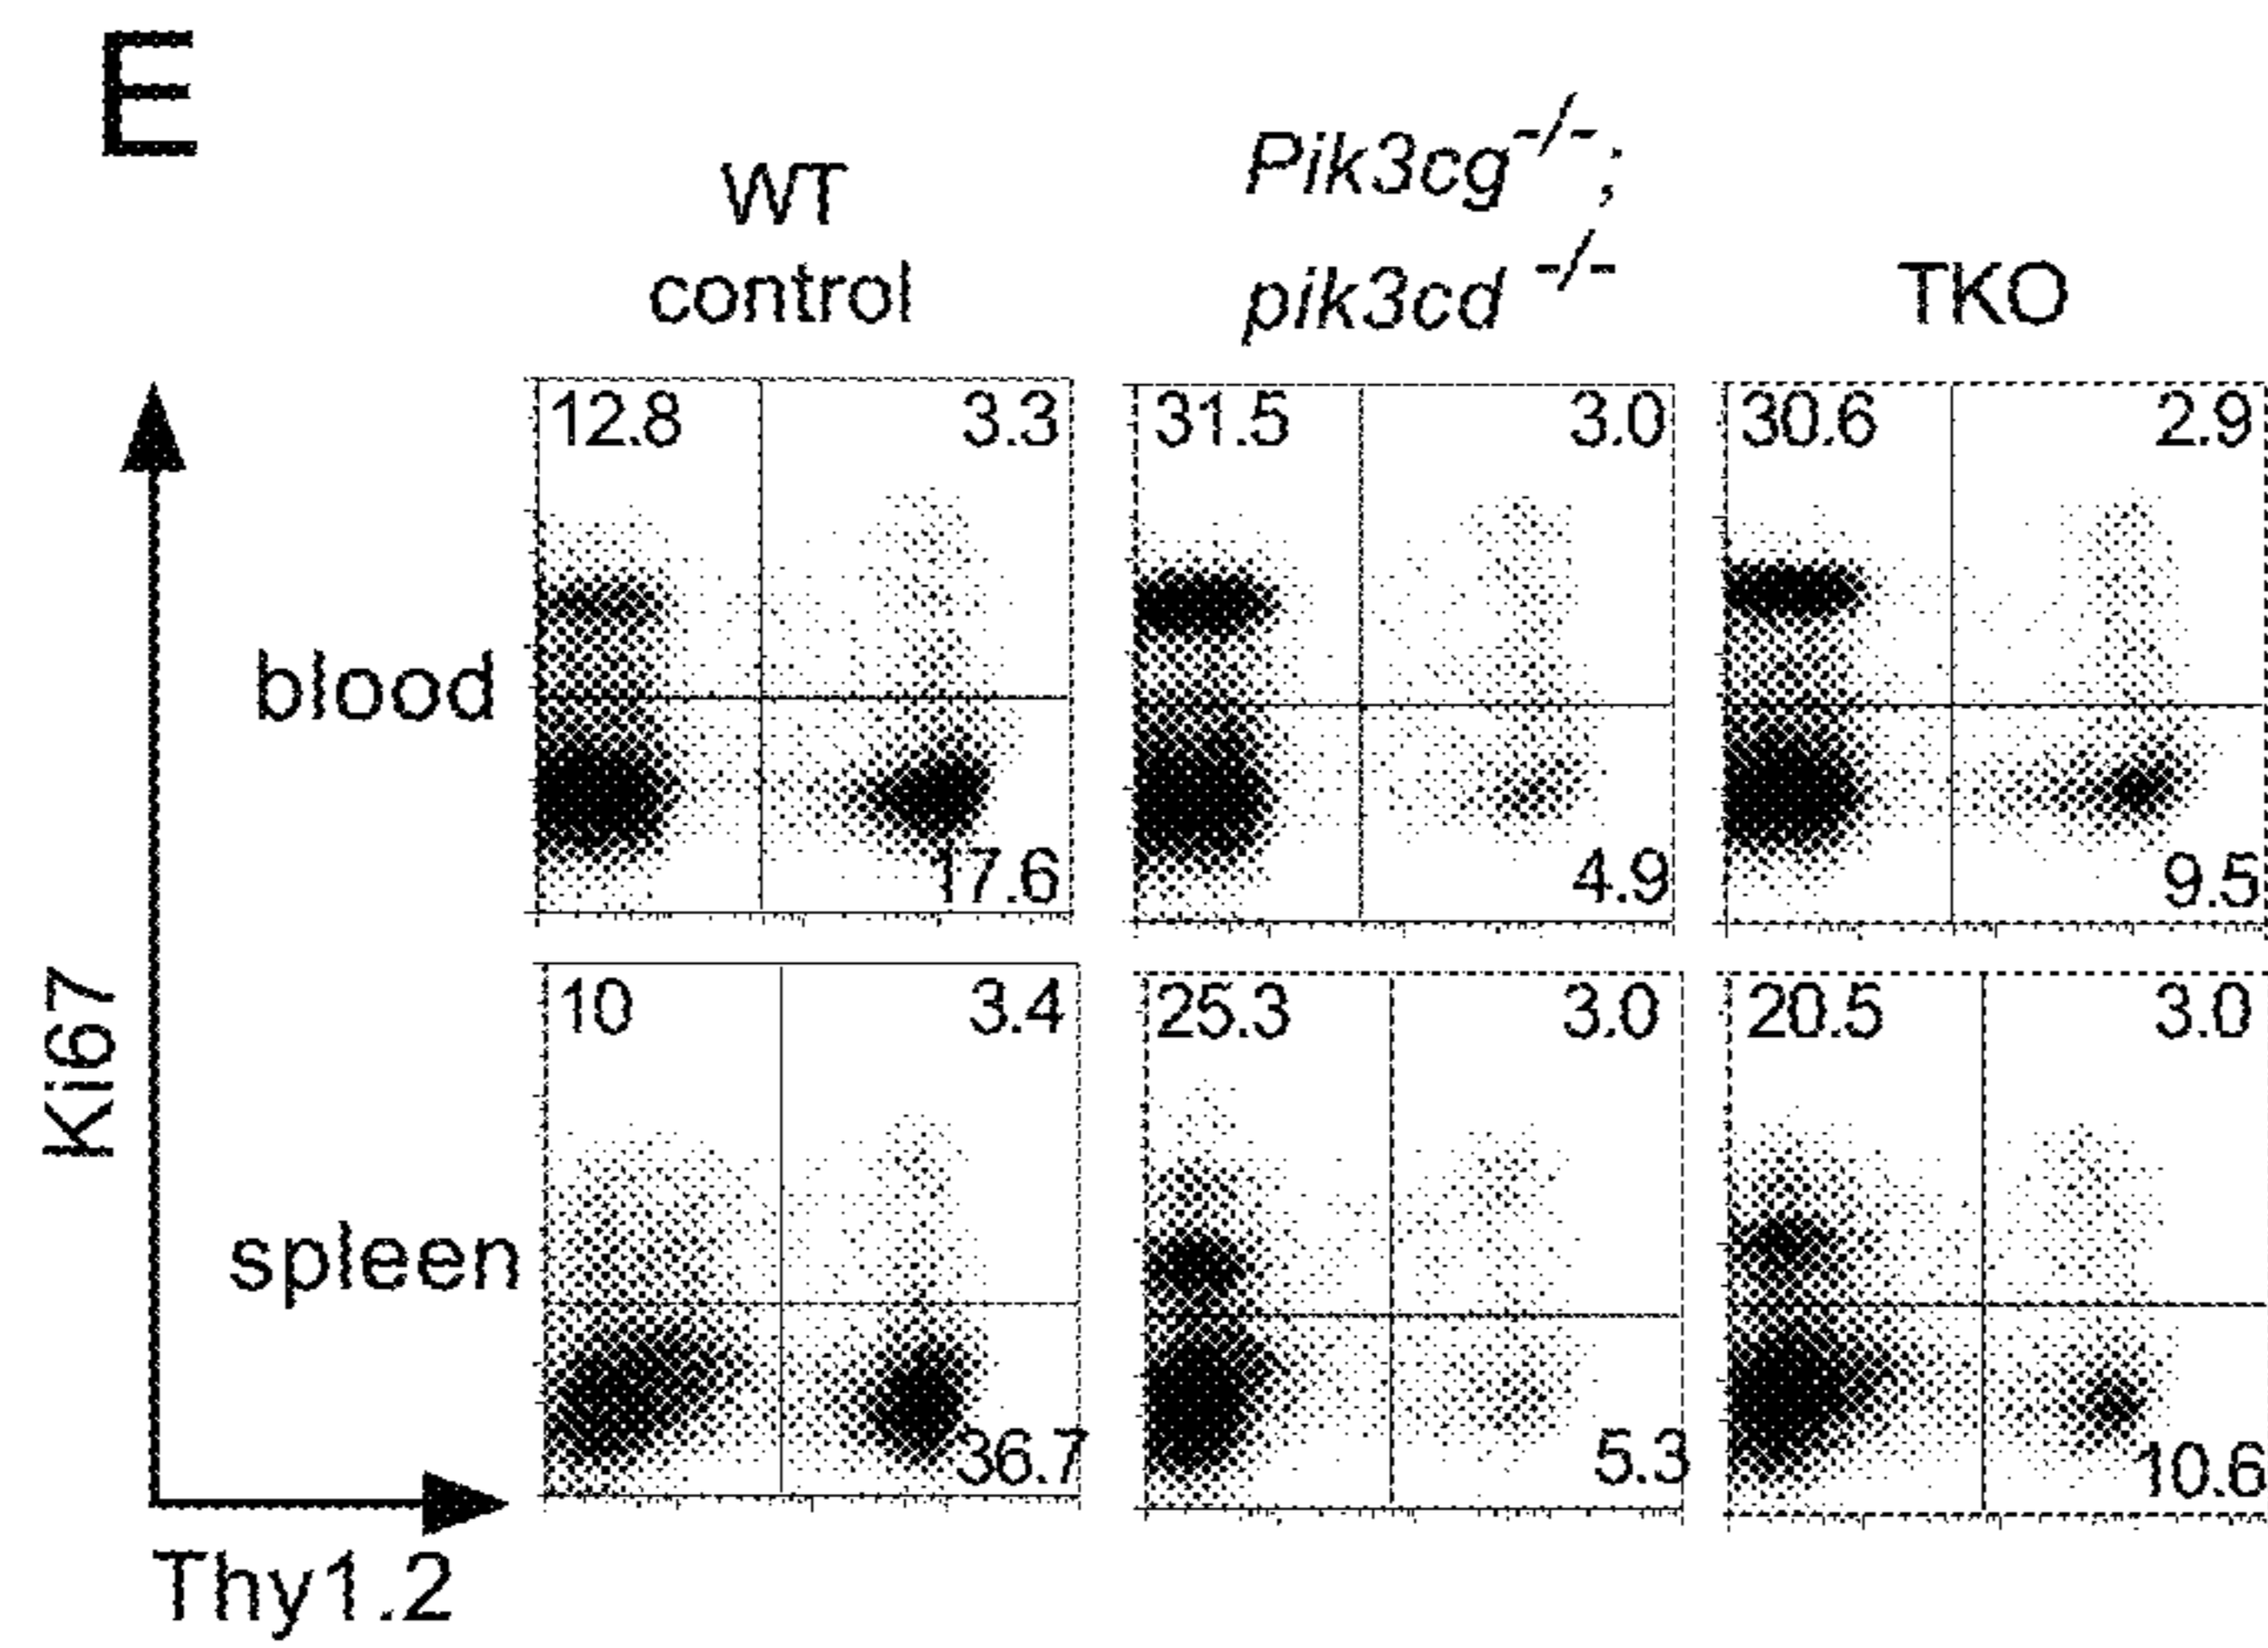 E
WT
control
Pik3cg-/-;
pik3cd -/-
TKO
12.8 3.3
31.5 3.0
30.6 2.9
blood
17.6
4.9
9.5
Ki67
10 3.4
25.3 3.0
20.5 3.0
spleen
36.7
5.3
10.6
Thy1.2